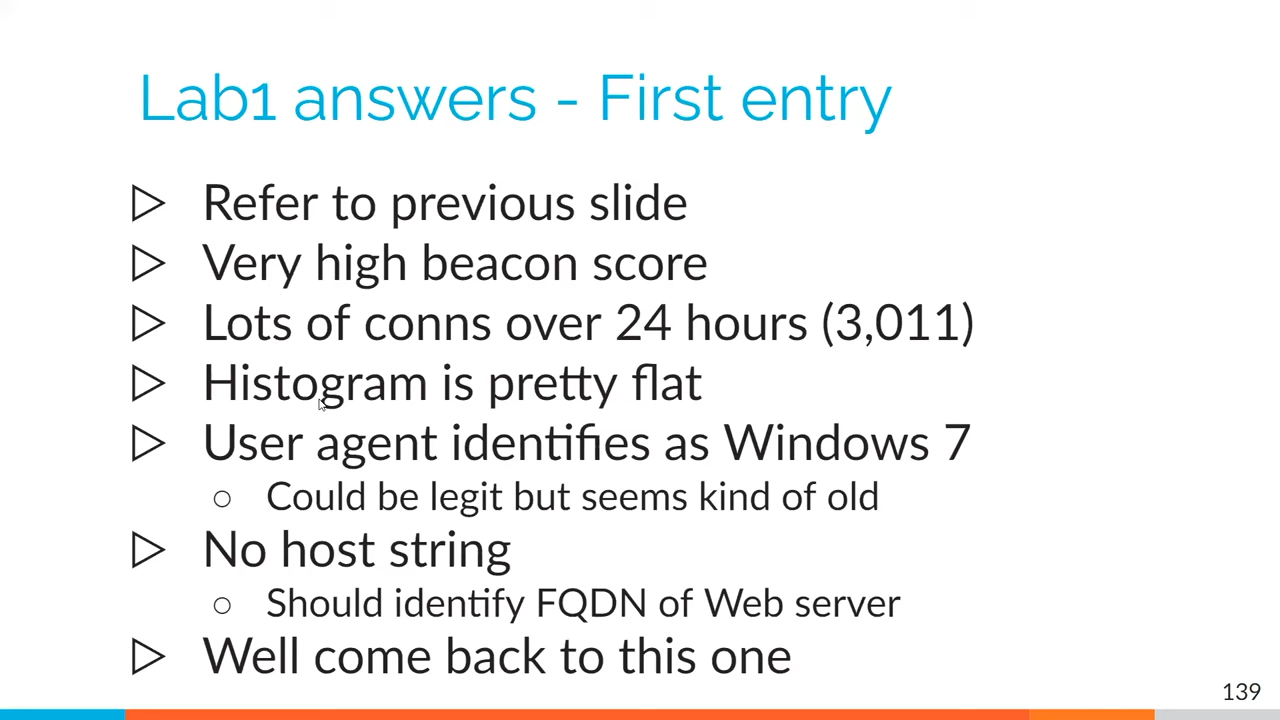 Lab1 answers - First entry
Refer to previous slide
Very high beacon score
Lots of conns over 24 hours (3,011)
Histogram is pretty flat
User agent identifies as Windows 7
Could be legit but seems kind of old
No host string
Should identify FQDN of Web server
Well come back to this one
139